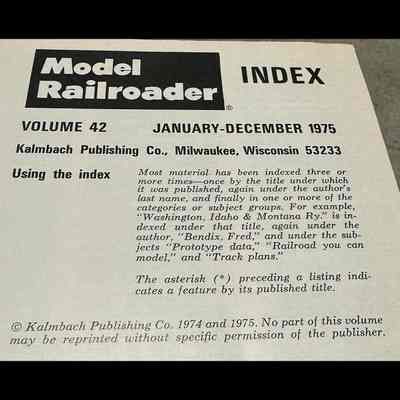 Model
Railroader ®
INDEX
VOLUME 42 JANUARY-DECEMBER 1975
Kalmbach Publishing Co., Milwaukee, Wisconsin 53233
Using the index
Most material has been indexed three or
more times—once by the title under which
it was published, again under the author's
last name, and finally in one or more of the
categories or subject groups. For example,
"Washington, Idaho & Montana Ry." is in-
dexed under that title, again under the
author, "Bendix, Fred," and under the sub-
jects "Prototype data," "Railroad you can
model," and "Track plans."
The asterisk (*) preceding a listing indi-
cates a feature by its published title.
© Kalmbach Publishing Co. 1974 and 1975. No part of this volume
may be reprinted without specific permission of the publisher.